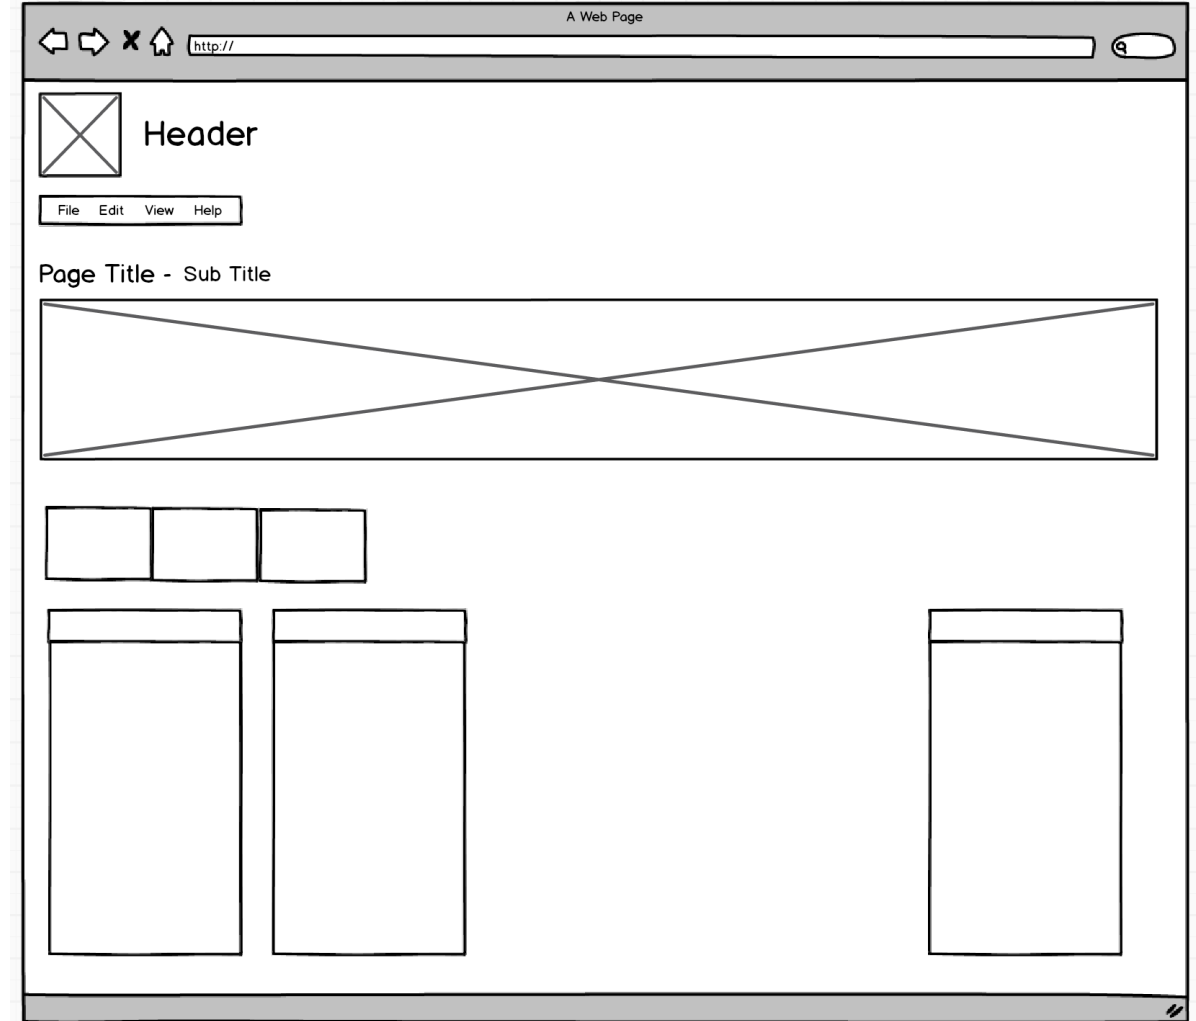 A Web Page
http://
Header
File Edit View Help
Page Title - Sub Title